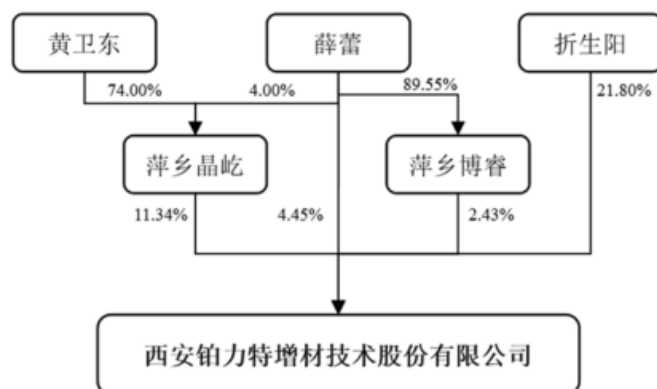 黄卫东
薛蕾
折生阳
74.00%
4.00%
89.55%
21.80%
萍乡晶屹
萍乡博睿
11.34%
4.45%
2.43%
西安铂力特增材技术股份有限公司